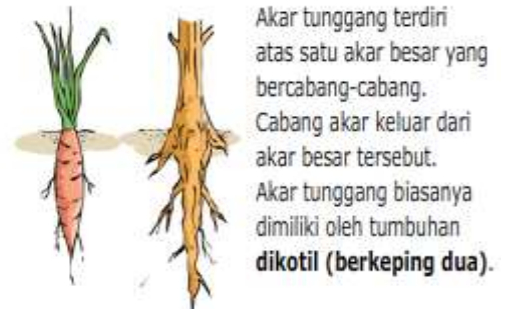 Akar tunggang terdiri
atas satu akar besar yang
bercabang-cabang.
Cabang akar keluar dari
akar besar tersebut.
Akar tunggang biasanya
dimiliki oleh tumbuhan
dikotil (berkeping dua).